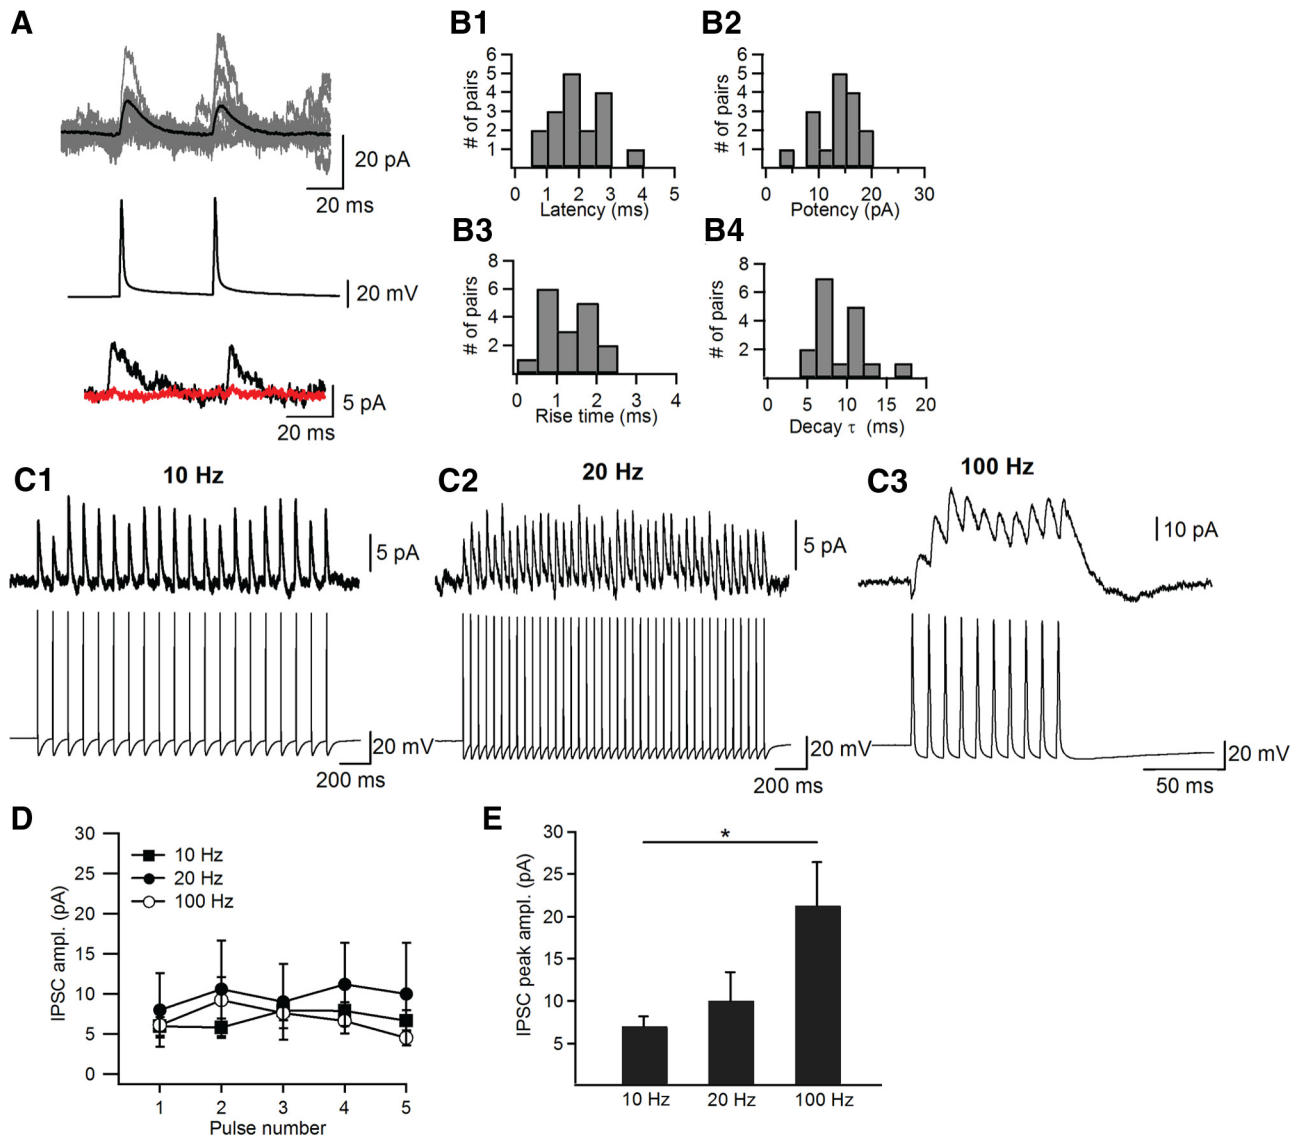 A
20 pA
20 ms
20 mV
5 pA
20 ms
B1
# of pairs
6
5
4
3
2
1
0 1 2 3 4 5
Latency (ms)
B2
# of pairs
6
5
4
3
2
1
0 10 20 30
Potency (pA)
B3
# of pairs
8
6
4
2
0 1 2 3 4
Rise time (ms)
B4
# of pairs
8
6
4
2
0 5 10 15 20
Decay τ (ms)
C1
10 Hz
5 pA
20 mV
200 ms
C2
20 Hz
5 pA
20 mV
200 ms
C3
100 Hz
10 pA
20 mV
50 ms
D
IPSC ampl. (pA)
30
25
20
15
10
5
0
10 Hz
20 Hz
100 Hz
1 2 3 4 5
Pulse number
E
IPSC peak ampl. (pA)
30
25
20
15
10
5
*
10 Hz 20 Hz 100 Hz